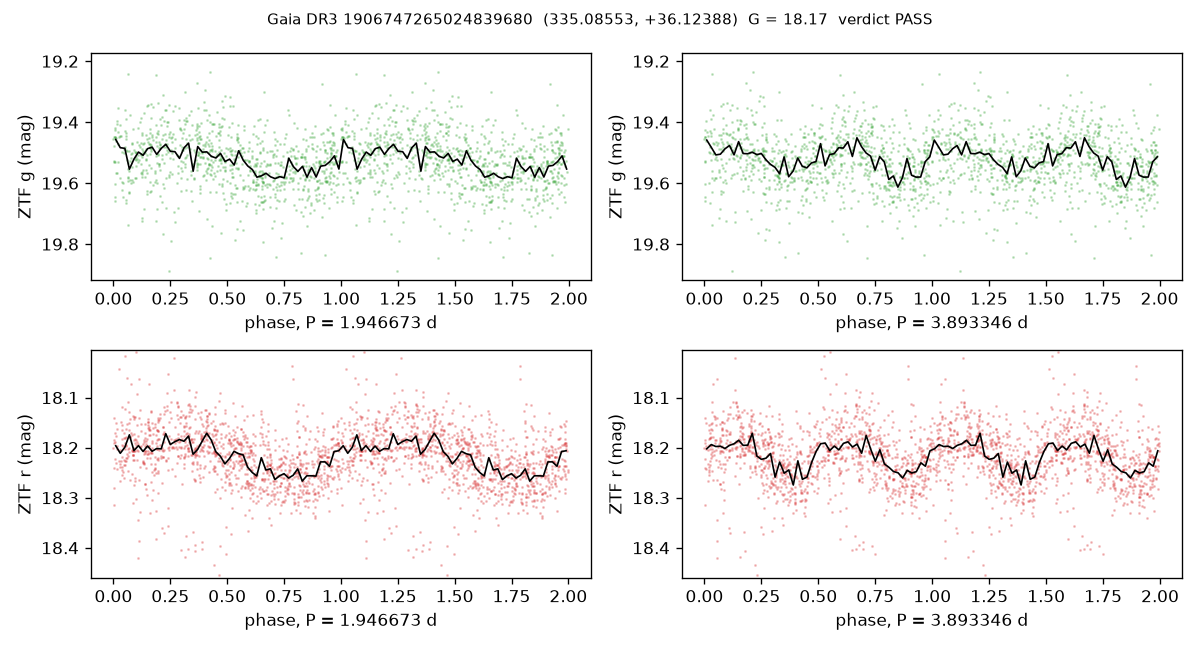 Gaia DR3 1906747265024839680 (335.08553, +36.12388) G = 18.17 verdict PASS
ZTF g (mag)
19.2
19.4
19.6
19.8
0.00 0.25 0.50 0.75 1.00 1.25 1.50 1.75 2.00
phase, P = 1.946673 d
ZTF g (mag)
19.2
19.4
19.6
19.8
0.00 0.25 0.50 0.75 1.00 1.25 1.50 1.75 2.00
phase, P = 3.893346 d
ZTF r (mag)
18.1
18.2
18.3
18.4
0.00 0.25 0.50 0.75 1.00 1.25 1.50 1.75 2.00
phase, P = 1.946673 d
ZTF r (mag)
18.1
18.2
18.3
18.4
0.00 0.25 0.50 0.75 1.00 1.25 1.50 1.75 2.00
phase, P = 3.893346 d